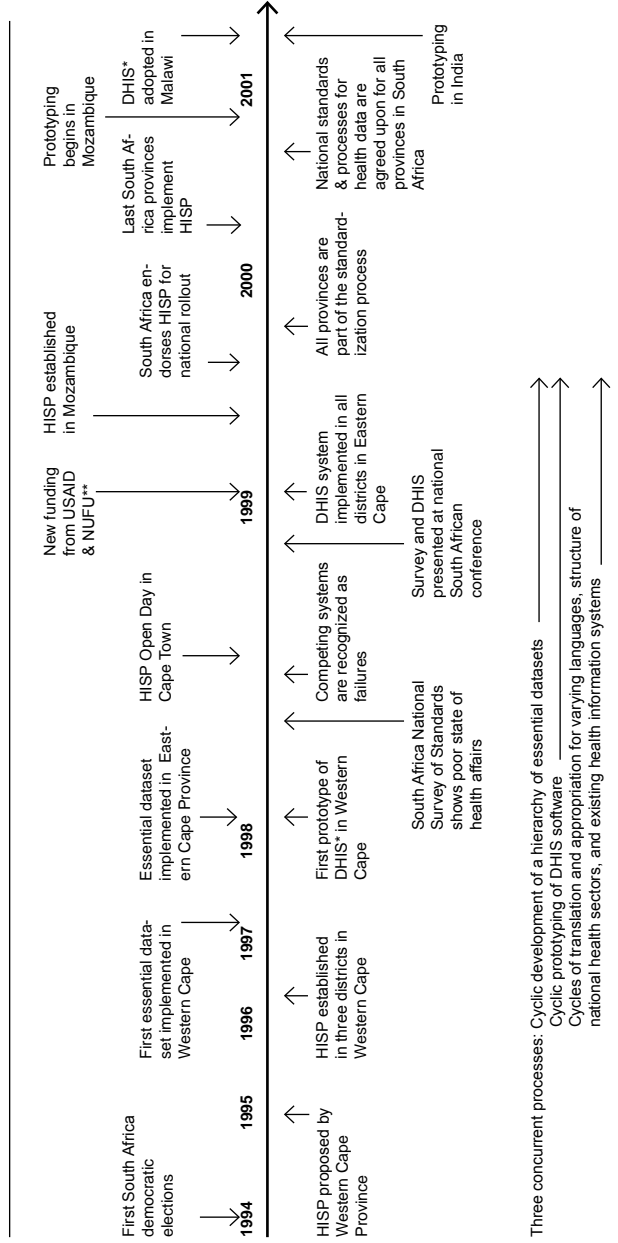 First South Africa
democratic
elections
First essential data-
set implemented in
Western Cape
Essential dataset
implemented in East-
ern Cape Province
HISP Open Day in
Cape Town
New funding
from USAID
& NUFU**
HISP established
in Mozambique
South Africa en-
dorses HISP for
national rollout
Last South Af-
rica provinces
implement
HISP
Prototyping
begins in
Mozambique
DHIS*
adopted in
Malawi
1994
1995
1996
1997
1998
1999
2000
2001
HISP proposed by
Western Cape
Province
HISP established
in three districts in
Western Cape
First prototype of
DHIS* in Western
Cape
South Africa National
Survey of Standards
shows poor state of
health affairs
Competing systems
are recognized as
failures
Survey and DHIS
presented at national
South African
conference
DHIS system
implemented in all
districts in Eastern
Cape
All provinces are
part of the standard-
ization process
National standards
& processes for
health data are
agreed upon for all
provinces in South
Africa
Prototyping
in India
Three concurrent processes: Cyclic development of a hierarchy of essential datasets
Cyclic prototyping of DHIS software
Cycles of translation and appropriation for varying languages, structure of
national health sectors, and existing health information systems